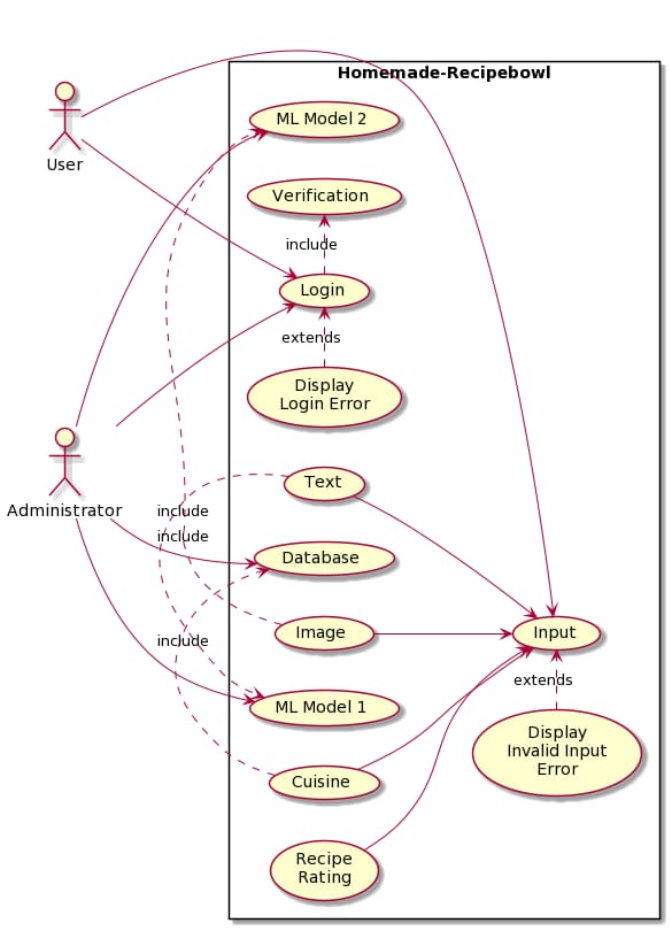 Homemade-Recipebowl
User
ML Model 2
Verification
include
Login
extends
Display
Login Error
Administrator
Text
include
include
Database
Image
Input
include
extends
ML Model 1
Display
Invalid Input
Error
Cuisine
Recipe
Rating